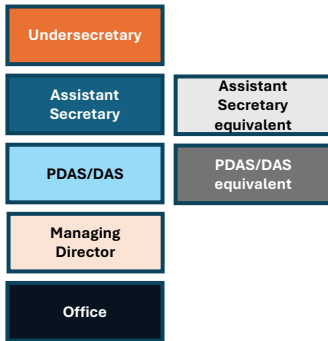 Undersecretary
Assistant
Secretary
Assistant
Secretary
equivalent
PDAS/DAS
PDAS/DAS
equivalent
Managing
Director
Office